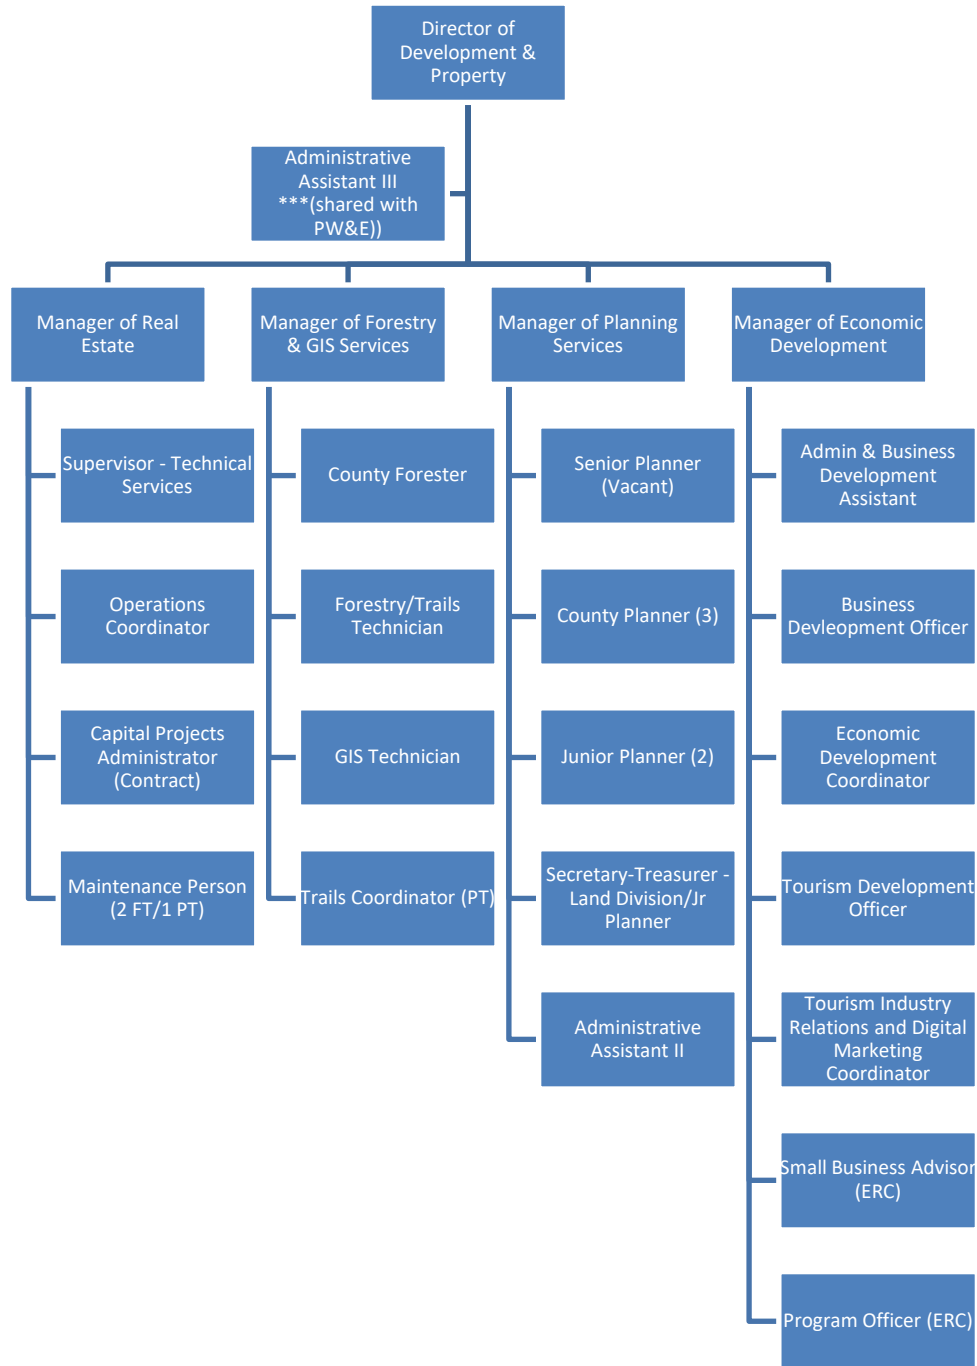 Director of
Development &
Property
Administrative
Assistant III
***(shared with
PW&E))
Manager of Real
Estate
Manager of Forestry
& GIS Services
Manager of Planning
Services
Manager of Economic
Development
Supervisor - Technical
Services
Operations
Coordinator
Capital Projects
Administrator
(Contract)
Maintenance Person
(2 FT/1 PT)
County Forester
Forestry/Trails
Technician
GIS Technician
Trails Coordinator (PT)
Senior Planner
(Vacant)
County Planner (3)
Junior Planner (2)
Secretary-Treasurer -
Land Division/Jr
Planner
Administrative
Assistant II
Admin & Business
Development
Assistant
Business
Devleopment Officer
Economic
Development
Coordinator
Tourism Development
Officer
Tourism Industry
Relations and Digital
Marketing
Coordinator
Small Business Advisor
(ERC)
Program Officer (ERC)